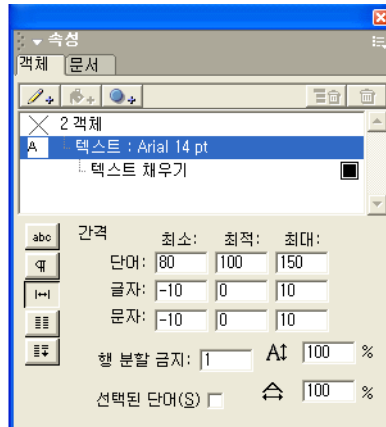 속성
객체 문서
2 객체
A 텍스트 : Arial 14 pt
텍스트 채우기
abc 간격 최소: 최적: 최대:
단어: 80 100 150
글자: -10 0 10
문자: -10 0 10
행 분할 금지: 1 100 %
선택된 단어(S) 100 %